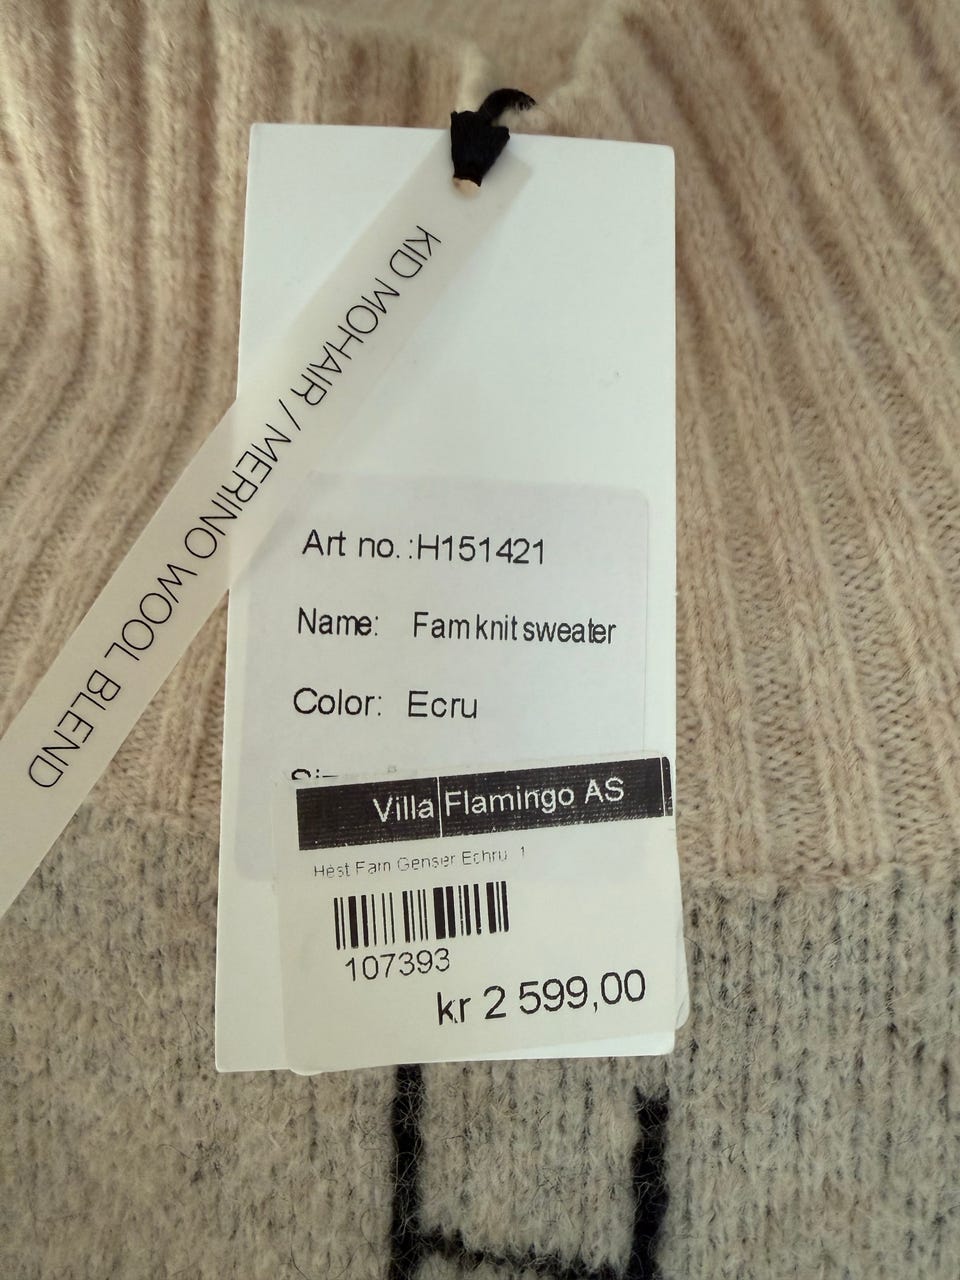 KID MOHAIR / MERINO WOOL BLEND
Art no.:H151421
Name: Fam knit sweater
Color: Ecru
Villa Flamingo AS
Hést Fam Genser Echru 1
107393
kr 2 599,00